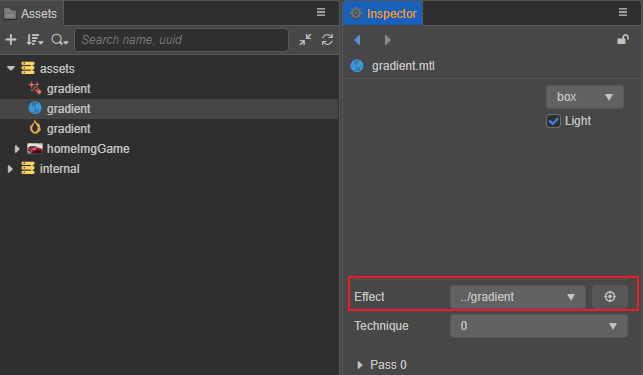 Assets
Search name, uuid
assets
gradient
gradient
gradient
homeImgGame
internal
Inspector
gradient.mtl
box
Light
Effect ../gradient
Technique 0
Pass 0